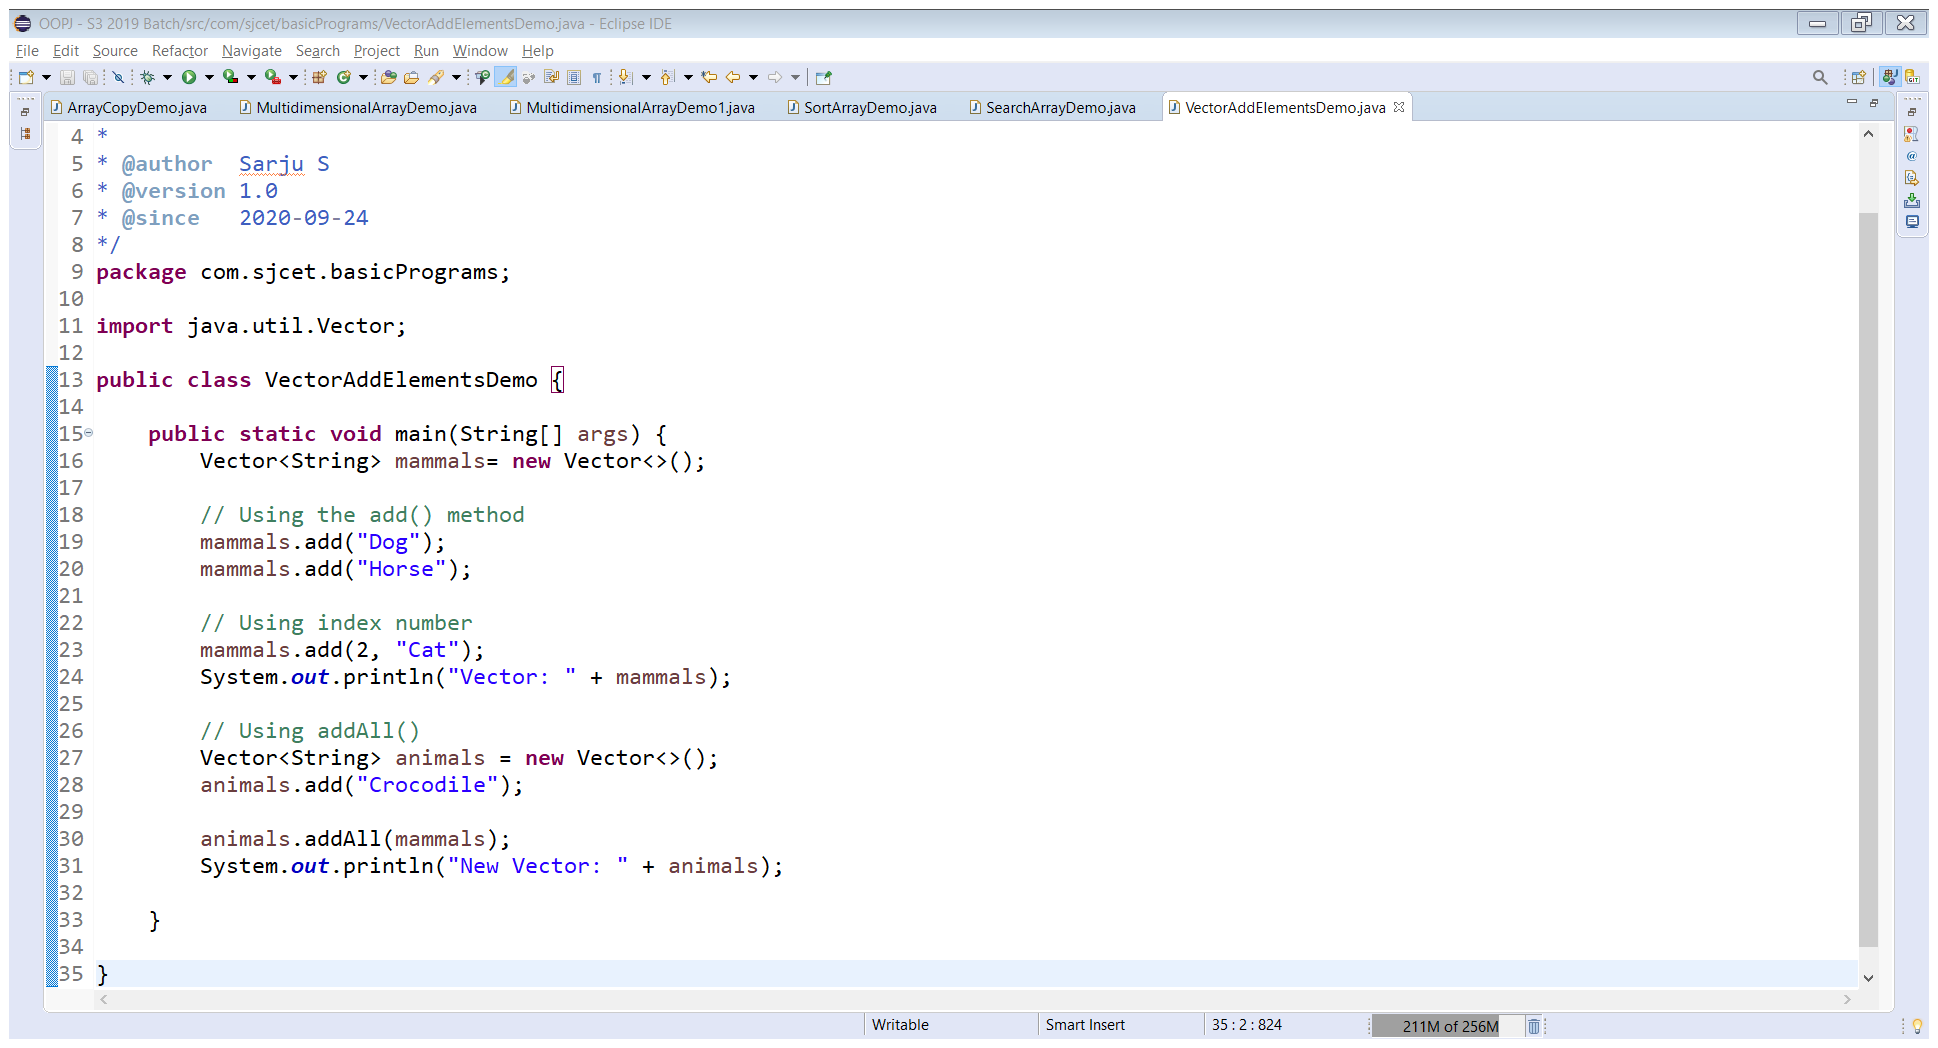 OOPJ - S3 2019 Batch/src/com/sjcet/basicPrograms/VectorAddElementsDemo.java - Eclipse IDE
File Edit Source Refactor Navigate Search Project Run Window Help
ArrayCopyDemo.java MultidimensionalArrayDemo.java MultidimensionalArrayDemo1.java SortArrayDemo.java SearchArrayDemo.java VectorAddElementsDemo.java
4 *
5 * @author  Sarju S
6 * @version 1.0
7 * @since   2020-09-24
8 */
9 package com.sjcet.basicPrograms;
10
11 import java.util.Vector;
12
13 public class VectorAddElementsDemo {
14
15     public static void main(String[] args) {
16         Vector<String> mammals= new Vector<>();
17
18         // Using the add() method
19         mammals.add("Dog");
20         mammals.add("Horse");
21
22         // Using index number
23         mammals.add(2, "Cat");
24         System.out.println("Vector: " + mammals);
25
26         // Using addAll()
27         Vector<String> animals = new Vector<>();
28         animals.add("Crocodile");
29
30         animals.addAll(mammals);
31         System.out.println("New Vector: " + animals);
32
33     }
34
35 }
Writable Smart Insert 35 : 2 : 824 211M of 256M